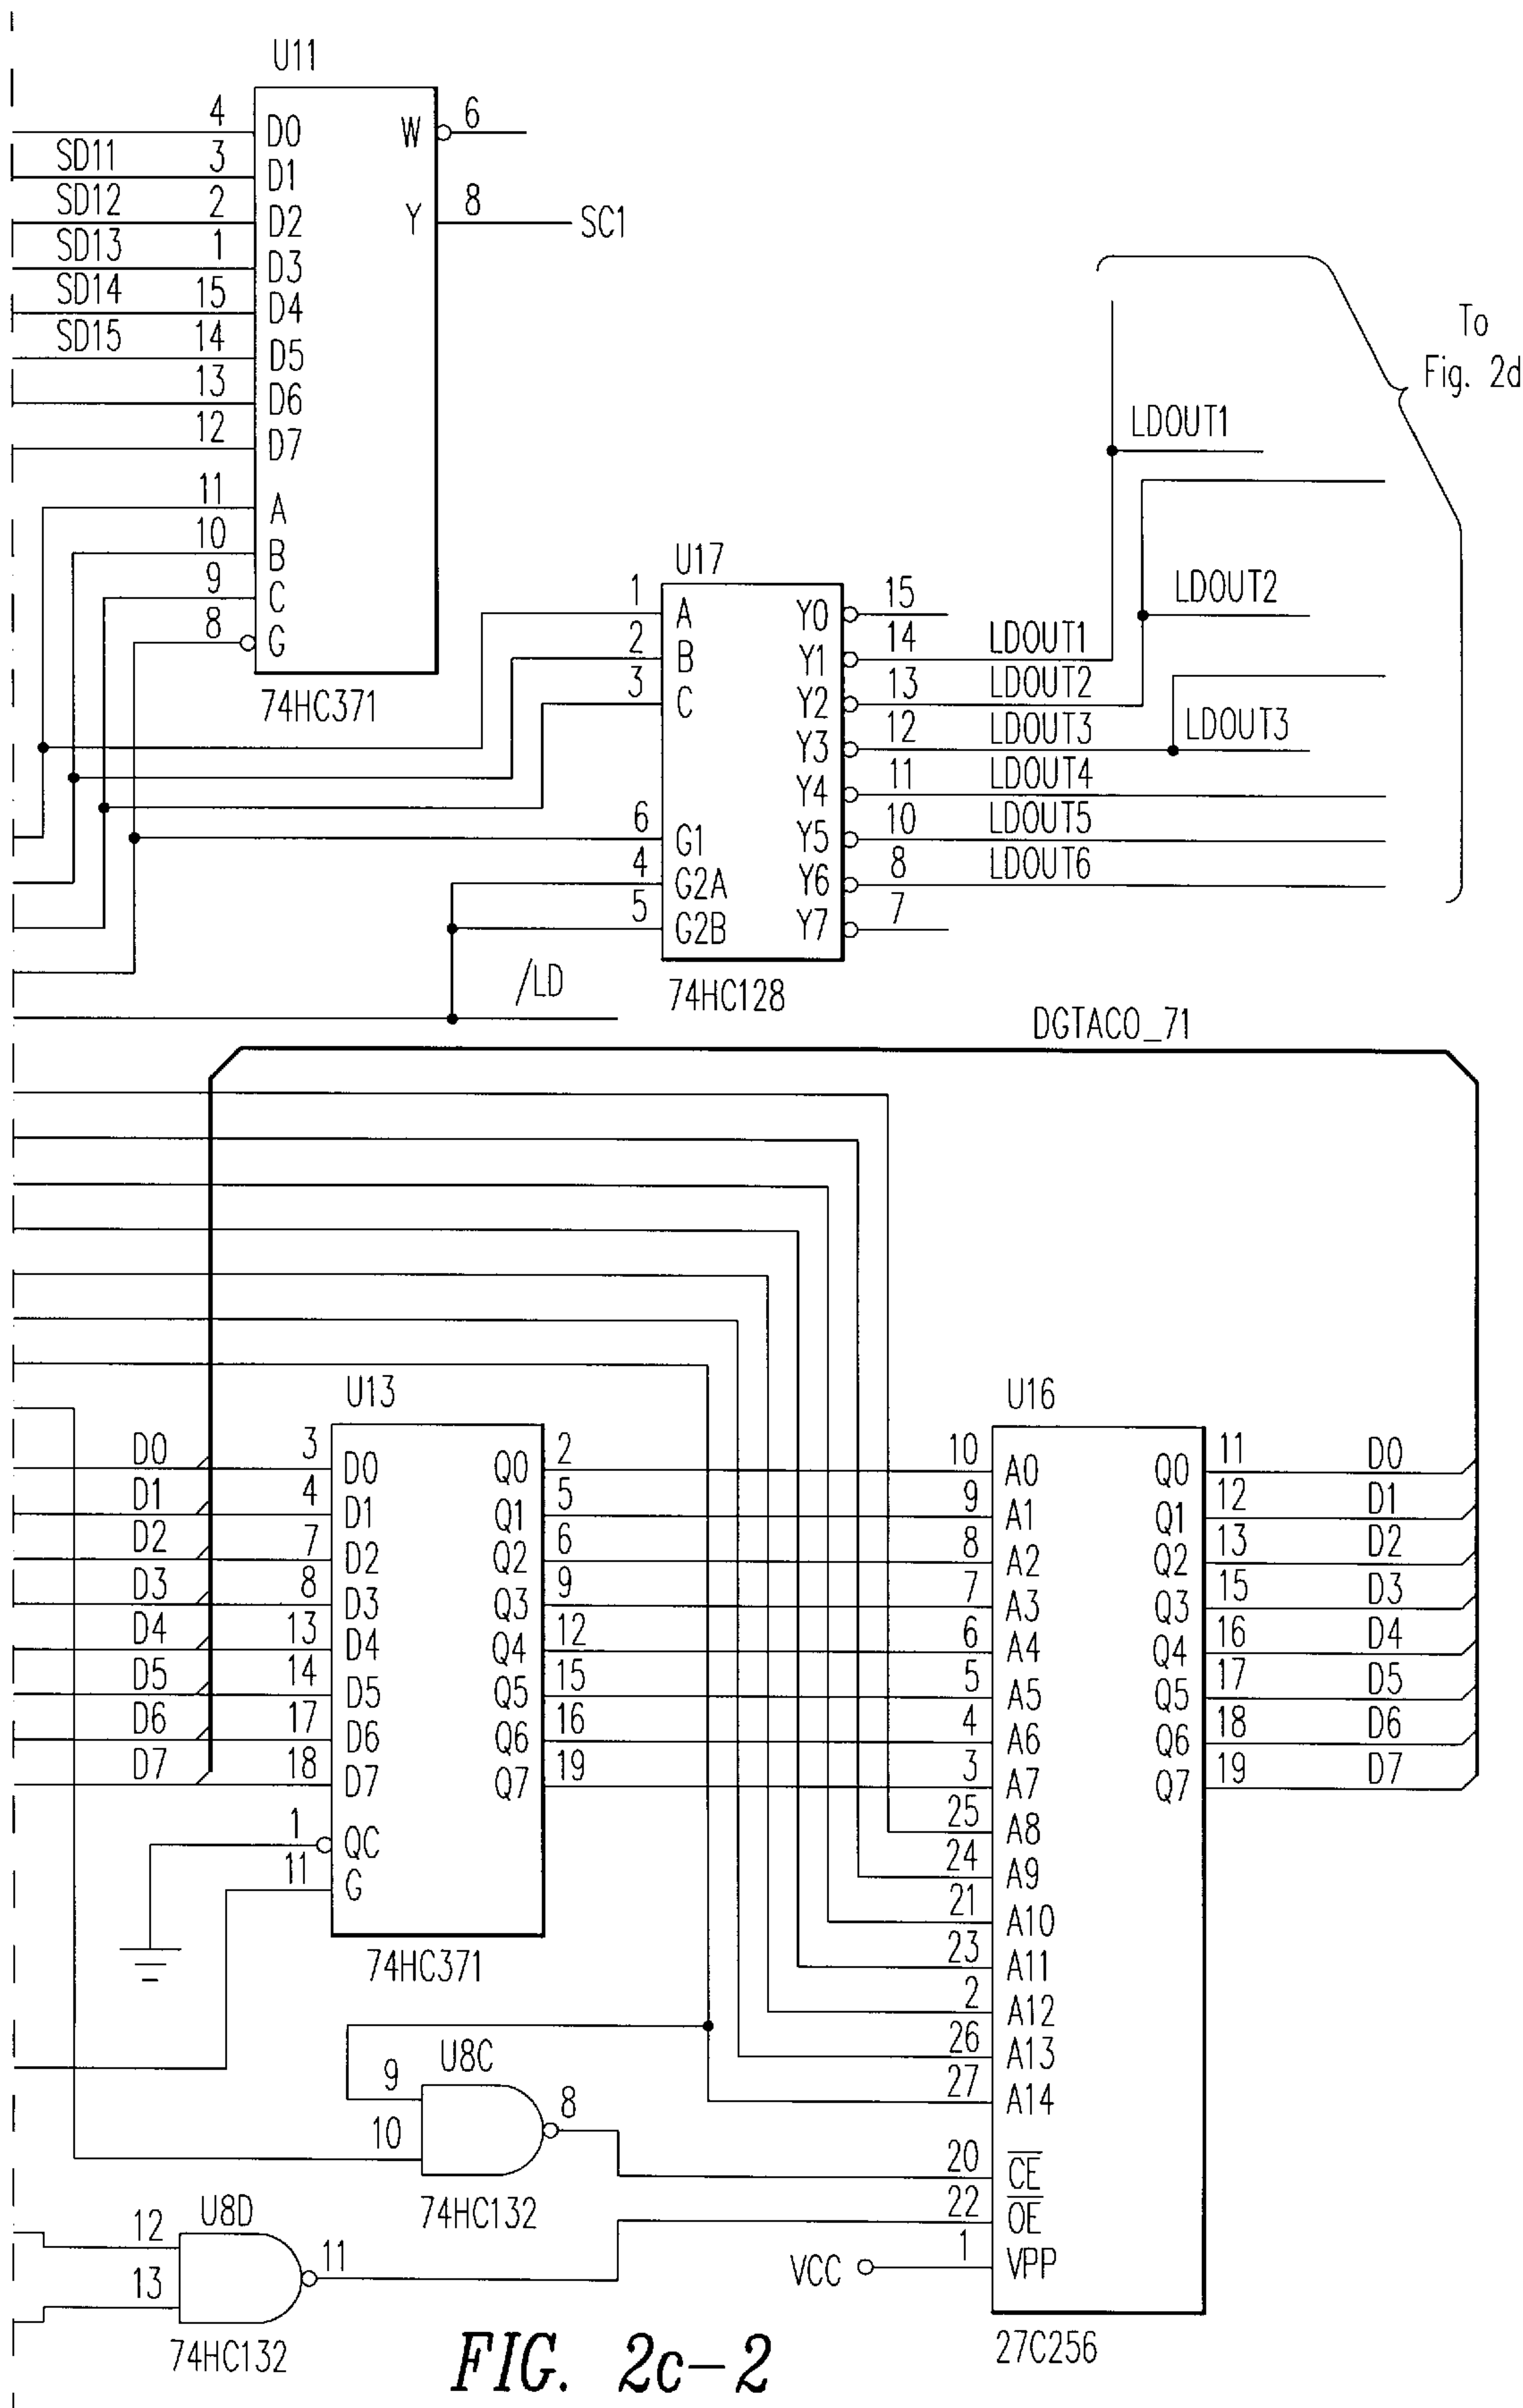 U11
4 D0 W 6
SD11 3 D1
SD12 2 D2 Y 8 SC1
SD13 1 D3
SD14 15 D4
SD15 14 D5
13 D6
12 D7
11 A
10 B
9 C
8 G
74HC371
To
Fig. 2d
LDOUT1
LDOUT2
LDOUT3
U17
1 A Y0 15
2 B Y1 14 LDOUT1
3 C Y2 13 LDOUT2
Y3 12 LDOUT3
Y4 11 LDOUT4
6 G1 Y5 10 LDOUT5
4 G2A Y6 8 LDOUT6
5 G2B Y7 7
/LD
74HC128
DGTACO_71
U13
D0 3 D0 Q0 2
D1 4 D1 Q1 5
D2 7 D2 Q2 6
D3 8 D3 Q3 9
D4 13 D4 Q4 12
D5 14 D5 Q5 15
D6 17 D6 Q6 16
D7 18 D7 Q7 19
1 QC
11 G
74HC371
U16
10 A0 Q0 11 D0
9 A1 Q1 12 D1
8 A2 Q2 13 D2
7 A3 Q3 15 D3
6 A4 Q4 16 D4
5 A5 Q5 17 D5
4 A6 Q6 18 D6
3 A7 Q7 19 D7
25 A8
24 A9
21 A10
23 A11
2 A12
26 A13
27 A14
20 CE
22 OE
VCC 1 VPP
27C256
U8C
9
10
8
74HC132
U8D
12
13
11
74HC132
FIG. 2c-2